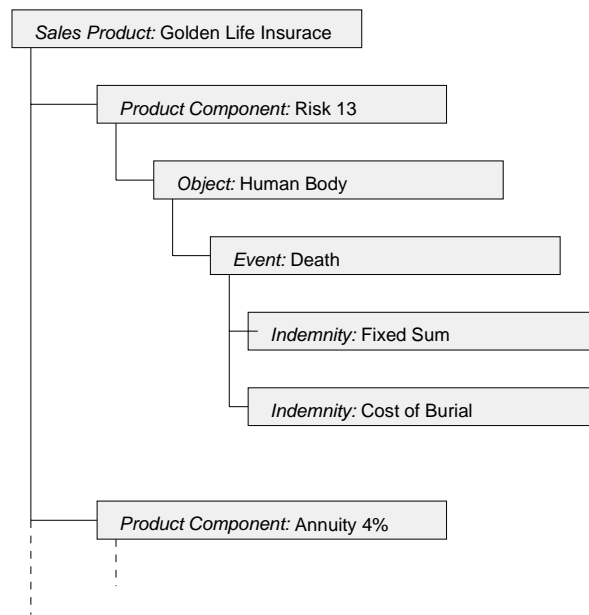 Sales Product: Golden Life Insurace
Product Component: Risk 13
Object: Human Body
Event: Death
Indemnity: Fixed Sum
Indemnity: Cost of Burial
Product Component: Annuity 4%